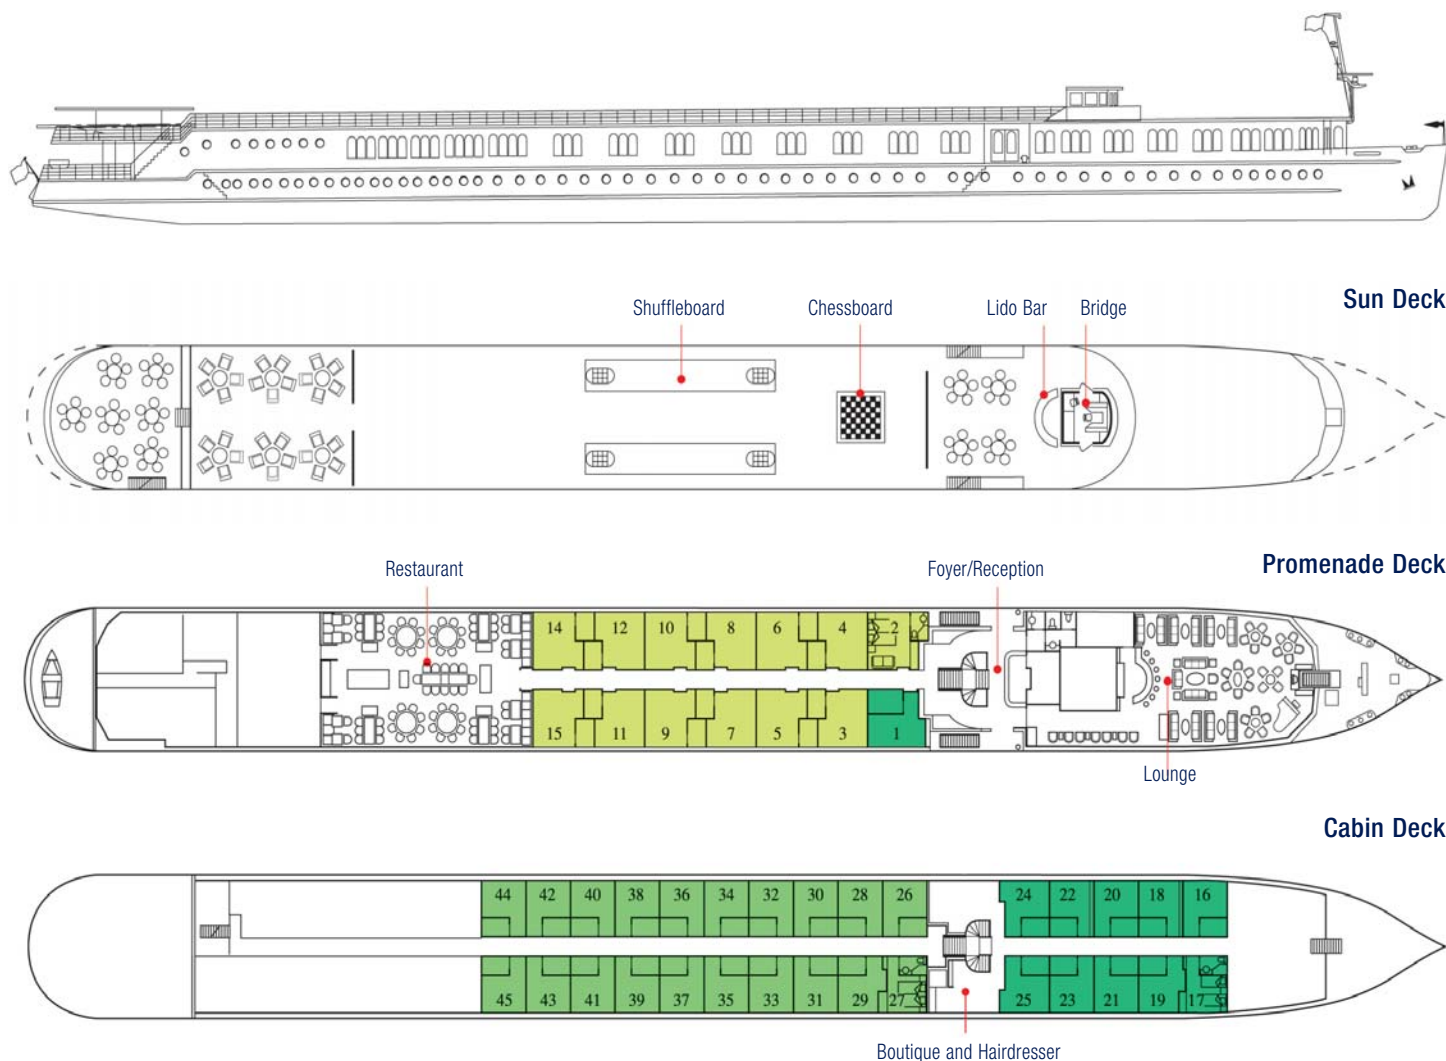 Sun Deck
Shuffleboard Chessboard Lido Bar Bridge
Promenade Deck
Restaurant Foyer/Reception
14 12 10 8 6 4 2
15 11 9 7 5 3 1
Lounge
Cabin Deck
44 42 40 38 36 34 32 30 28 26 24 22 20 18 16
45 43 41 39 37 35 33 31 29 27 25 23 21 19 17
Boutique and Hairdresser